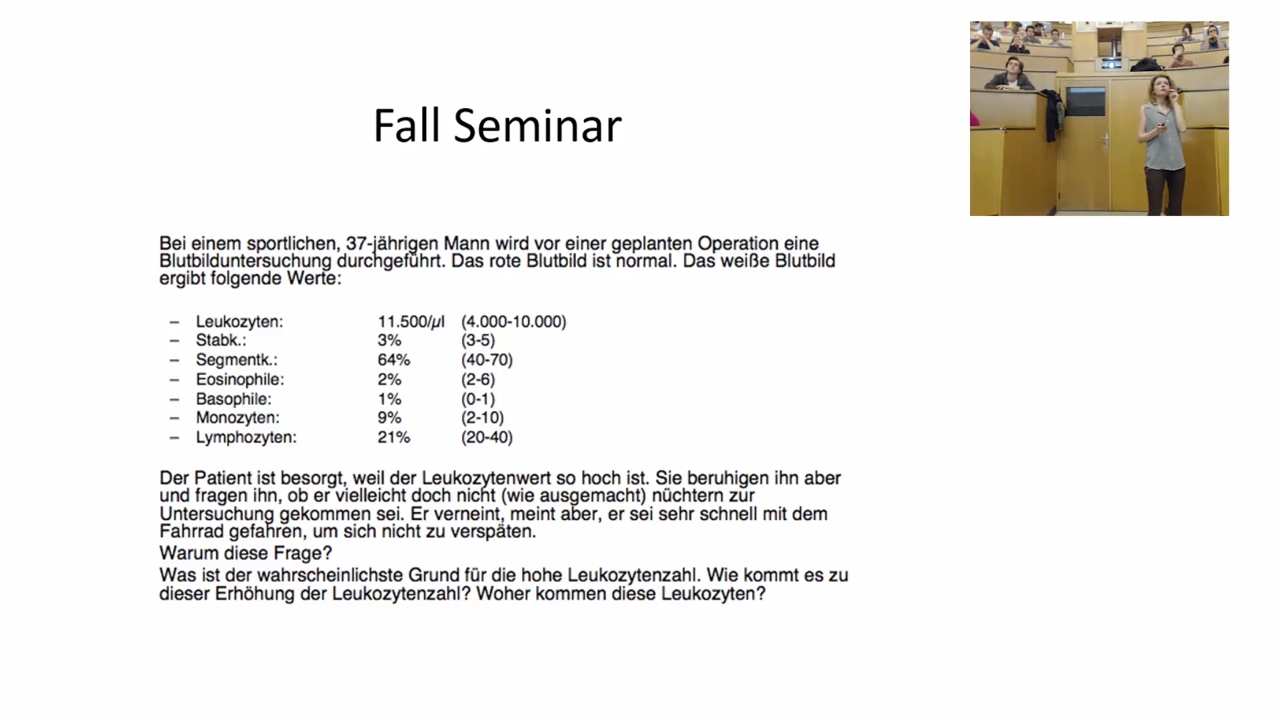 Fall Seminar
Bei einem sportlichen, 37-jährigen Mann wird vor einer geplanten Operation eine
Blutbilduntersuchung durchgeführt. Das rote Blutbild ist normal. Das weiße Blutbild
ergibt folgende Werte:
– Leukozyten: 11.500/µl (4.000-10.000)
– Stabk.: 3% (3-5)
– Segmentk.: 64% (40-70)
– Eosinophile: 2% (2-6)
– Basophile: 1% (0-1)
– Monozyten: 9% (2-10)
– Lymphozyten: 21% (20-40)
Der Patient ist besorgt, weil der Leukozytenwert so hoch ist. Sie beruhigen ihn aber
und fragen ihn, ob er vielleicht doch nicht (wie ausgemacht) nüchtern zur
Untersuchung gekommen sei. Er verneint, meint aber, er sei sehr schnell mit dem
Fahrrad gefahren, um sich nicht zu verspäten.
Warum diese Frage?
Was ist der wahrscheinlichste Grund für die hohe Leukozytenzahl. Wie kommt es zu
dieser Erhöhung der Leukozytenzahl? Woher kommen diese Leukozyten?